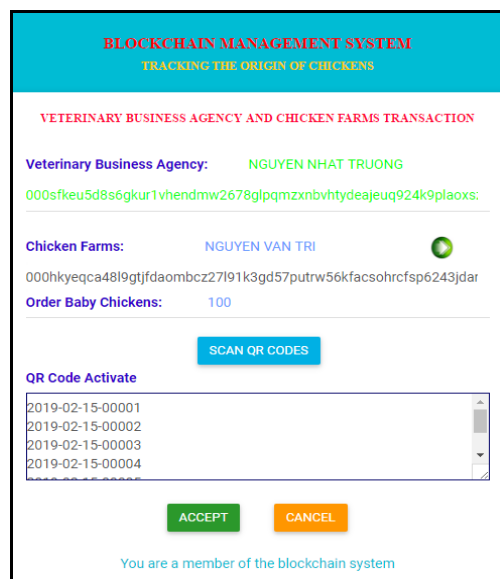 BLOCKCHAIN MANAGEMENT SYSTEM
TRACKING THE ORIGIN OF CHICKENS
VETERINARY BUSINESS AGENCY AND CHICKEN FARMS TRANSACTION
Veterinary Business Agency: NGUYEN NHAT TRUONG
000sfkeu5d8s6gkur1vhendmw2678glpqmzxnbvhtydeajeuq924k9plaoxs
Chicken Farms: NGUYEN VAN TRI
000hkyeqca48l9gtjfdaombcz27l91k3gd57putrw56kfacsohrcfsp6243jdar
Order Baby Chickens: 100
SCAN QR CODES
QR Code Activate
2019-02-15-00001
2019-02-15-00002
2019-02-15-00003
2019-02-15-00004
ACCEPT CANCEL
You are a member of the blockchain system